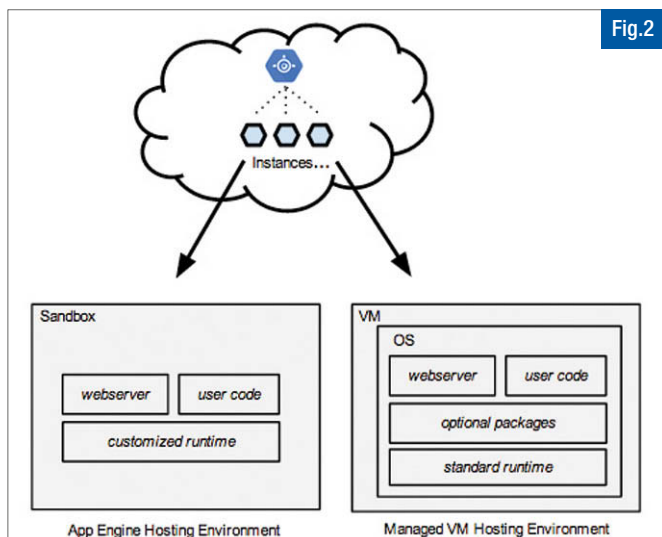 Fig.2
Instances...
Sandbox
webserver
user code
customized runtime
App Engine Hosting Environment
VM
OS
webserver
user code
optional packages
standard runtime
Managed VM Hosting Environment